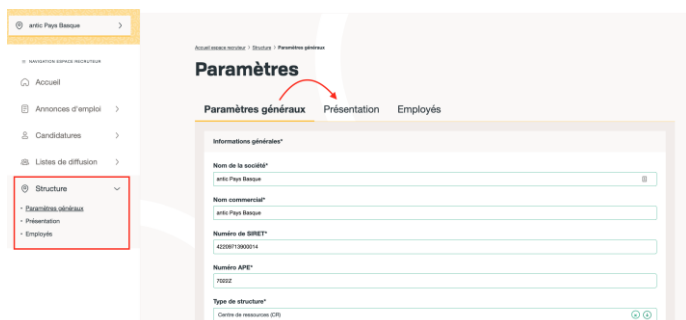 antic Pays Basque
NAVIGATION ESPACE RECRUTEUR
Accueil
Annonces d'emploi
Candidatures
Listes de diffusion
Structure
Paramètres généraux
Présentation
Employés
Accueil espace recruteur > Structure > Paramètres généraux
Paramètres
Paramètres généraux Présentation Employés
Informations générales*
Nom de la société*
antic Pays Basque
Nom commercial*
antic Pays Basque
Numéro de SIRET*
42209713900014
Numéro APE*
7022Z
Type de structure*
Centre de ressources (CR)